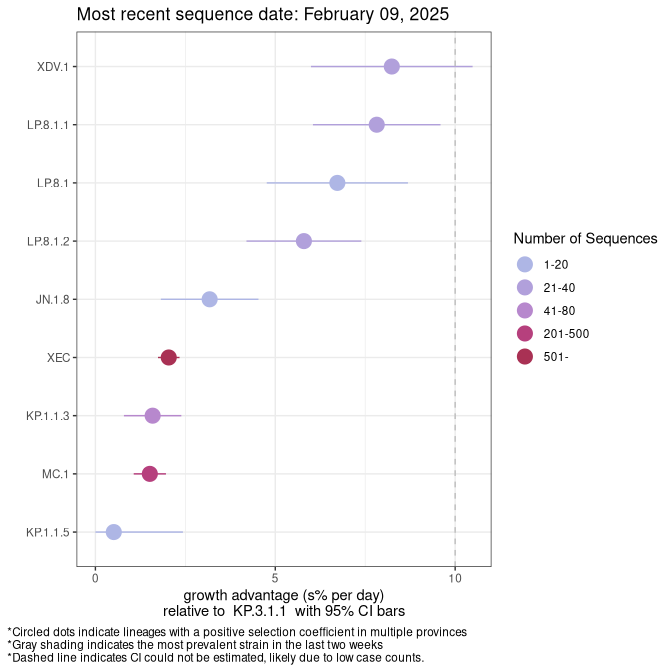 Most recent sequence date: February 09, 2025
XDV.1
LP.8.1.1
LP.8.1
LP.8.1.2
JN.1.8
XEC
KP.1.1.3
MC.1
KP.1.1.5
0 5 10
growth advantage (s% per day)
relative to KP.3.1.1 with 95% CI bars
Number of Sequences
1-20
21-40
41-80
201-500
501-
*Circled dots indicate lineages with a positive selection coefficient in multiple provinces
*Gray shading indicates the most prevalent strain in the last two weeks
*Dashed line indicates CI could not be estimated, likely due to low case counts.